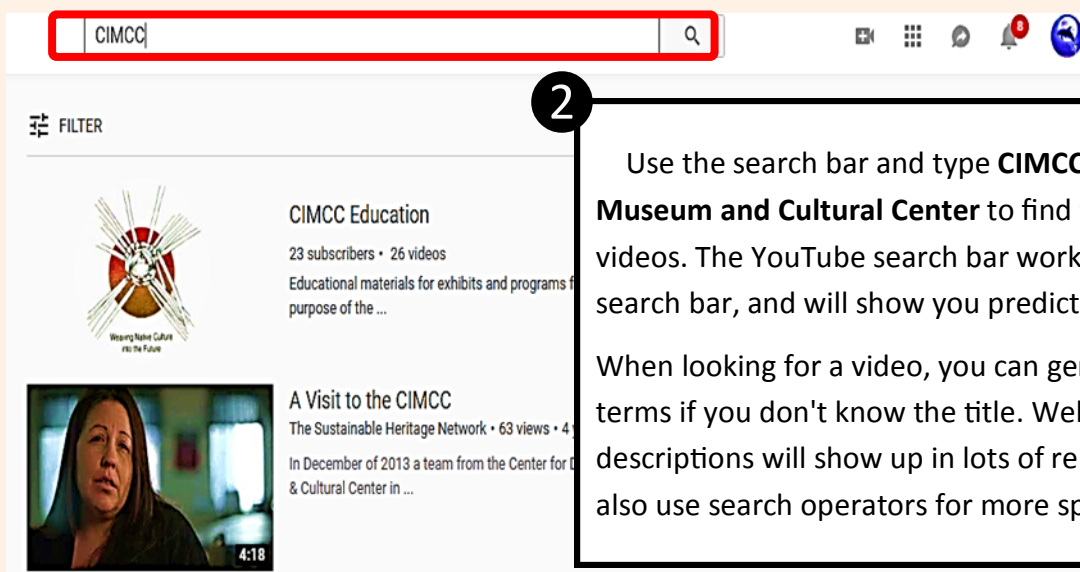 CIMCC
8
FILTER
2
CIMCC Education
23 subscribers • 26 videos
Educational materials for exhibits and programs
purpose of the ...
Weaving Native Culture
into the Future
A Visit to the CIMCC
The Sustainable Heritage Network • 63 views • 4
In December of 2013 a team from the Center for
& Cultural Center in ...
4:18
Use the search bar and type CIMCC
Museum and Cultural Center to find
videos. The YouTube search bar work
search bar, and will show you predict
When looking for a video, you can ge
terms if you don't know the title. Wel
descriptions will show up in lots of re
also use search operators for more sp